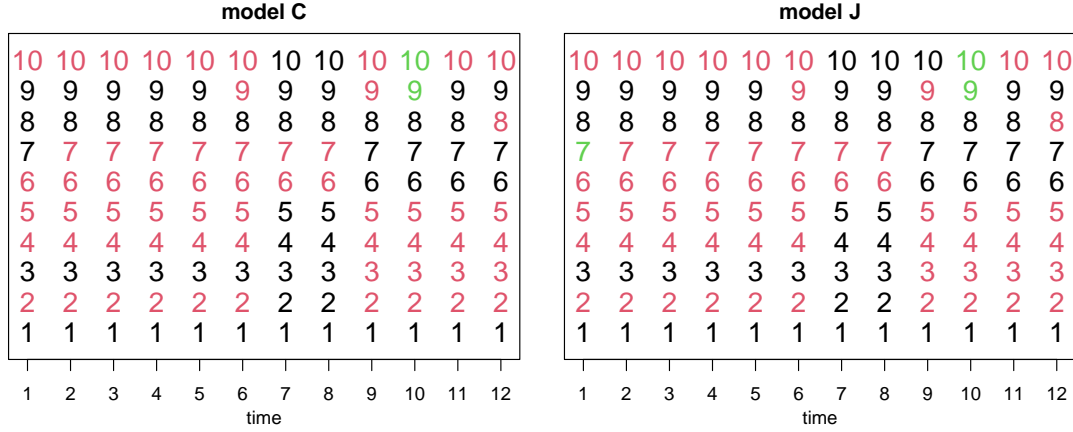 model C
10 10 10 10 10 10 10 10 10 10 10 10
9 9 9 9 9 9 9 9 9 9 9 9
8 8 8 8 8 8 8 8 8 8 8 8
7 7 7 7 7 7 7 7 7 7 7 7
6 6 6 6 6 6 6 6 6 6 6 6
5 5 5 5 5 5 5 5 5 5 5 5
4 4 4 4 4 4 4 4 4 4 4 4
3 3 3 3 3 3 3 3 3 3 3 3
2 2 2 2 2 2 2 2 2 2 2 2
1 1 1 1 1 1 1 1 1 1 1 1
1 2 3 4 5 6 7 8 9 10 11 12
time
model J
10 10 10 10 10 10 10 10 10 10 10 10
9 9 9 9 9 9 9 9 9 9 9 9
8 8 8 8 8 8 8 8 8 8 8 8
7 7 7 7 7 7 7 7 7 7 7 7
6 6 6 6 6 6 6 6 6 6 6 6
5 5 5 5 5 5 5 5 5 5 5 5
4 4 4 4 4 4 4 4 4 4 4 4
3 3 3 3 3 3 3 3 3 3 3 3
2 2 2 2 2 2 2 2 2 2 2 2
1 1 1 1 1 1 1 1 1 1 1 1
1 2 3 4 5 6 7 8 9 10 11 12
time